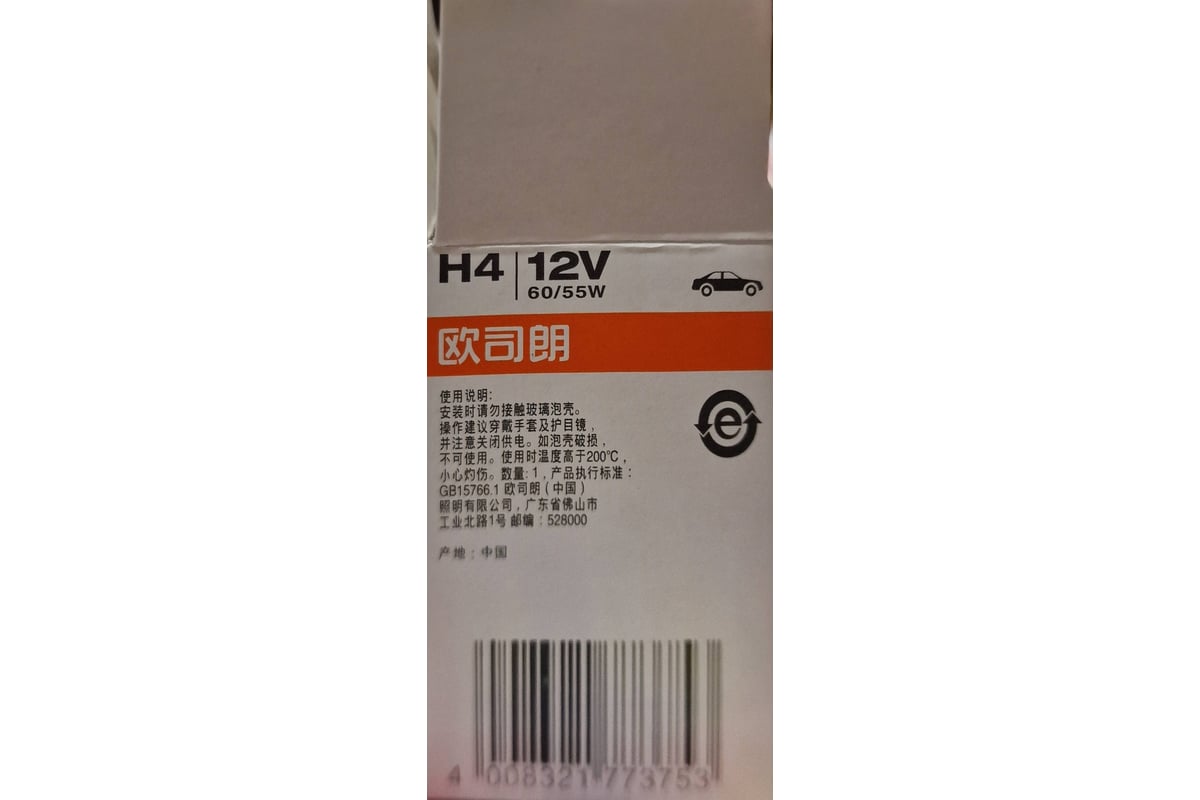 H4 12V
60/55W
欧司朗
使用说明:
安装时请勿接触玻璃泡壳。
操作建议穿戴手套及护目镜，
并注意关闭供电。如泡壳破损，
不可使用。使用时温度高于200℃，
小心灼伤。数量: 1，产品执行标准：
GB15766.1 欧司朗（中国）
照明有限公司，广东省佛山市
工业北路1号 邮编：528000
产地：中国
e
4 008321 773753